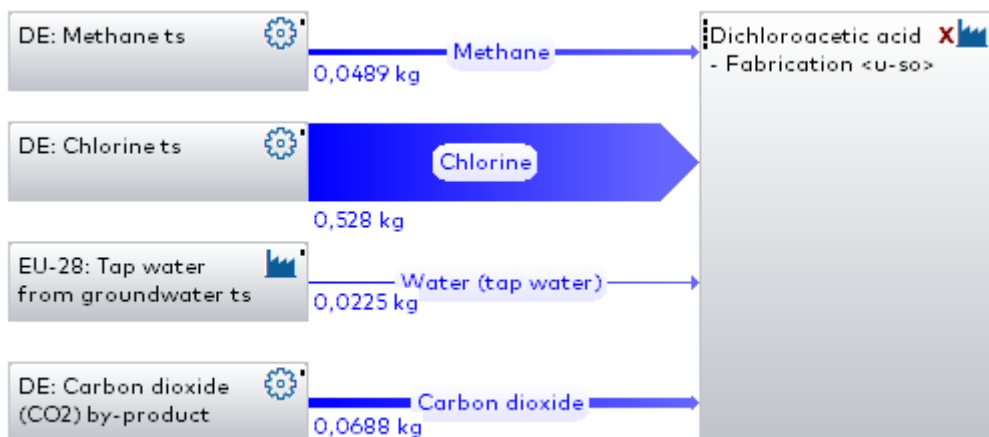 DE: Methane ts
Methane
0,0489 kg
Dichloroacetic acid X
- Fabrication <u-so>
DE: Chlorine ts
Chlorine
0,528 kg
EU-28: Tap water
from groundwater ts
Water (tap water)
0,0225 kg
DE: Carbon dioxide
(CO2) by-product
Carbon dioxide
0,0688 kg